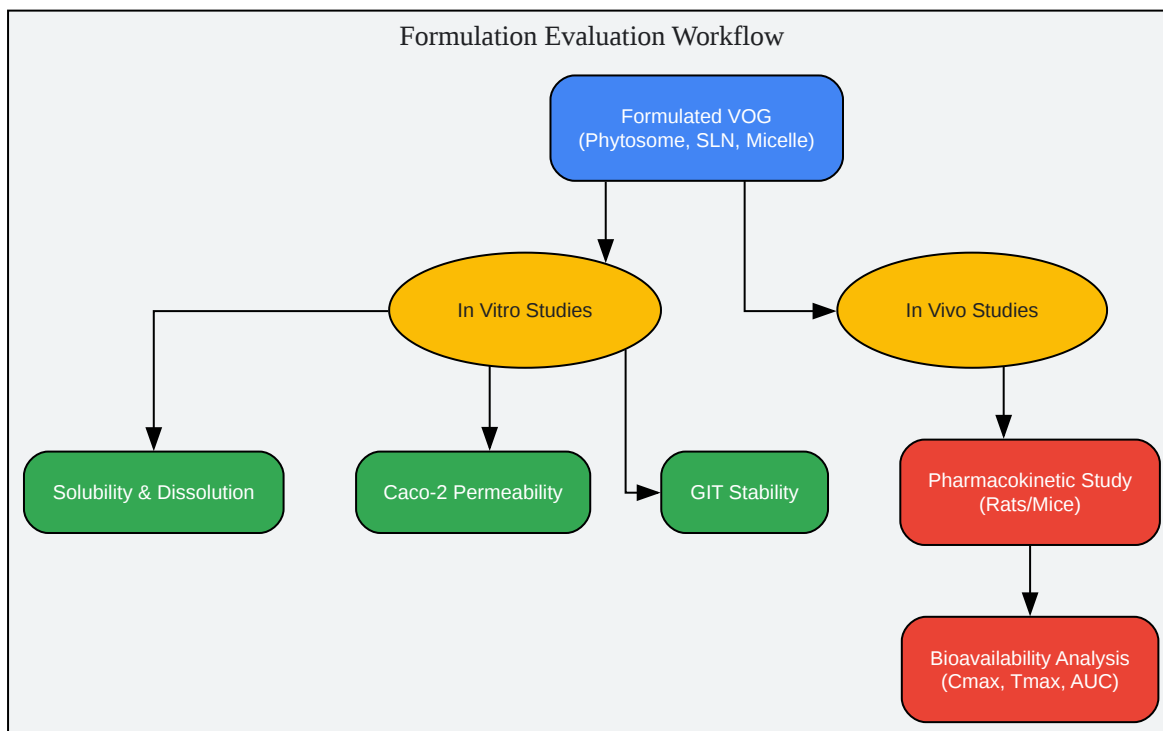 Formulation Evaluation Workflow
Formulated VOG
(Phytosome, SLN, Micelle)
In Vitro Studies
In Vivo Studies
Solubility & Dissolution
Caco-2 Permeability
GIT Stability
Pharmacokinetic Study
(Rats/Mice)
Bioavailability Analysis
(Cmax, Tmax, AUC)